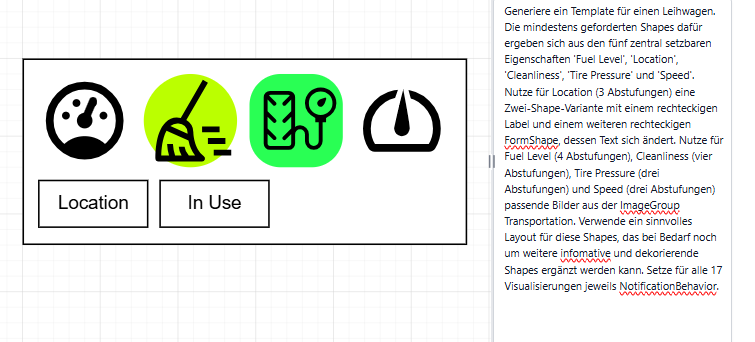 Generiere ein Template für einen Leihwagen.
Die mindestens geforderten Shapes dafür
ergeben sich aus den fünf zentral setzbaren
Eigenschaften 'Fuel Level', 'Location',
'Cleanliness', 'Tire Pressure' und 'Speed'.
Nutze für Location (3 Abstufungen) eine
Zwei-Shape-Variante mit einem rechteckigen
Label und einem weiteren rechteckigen
FormShape, dessen Text sich ändert. Nutze für
Fuel Level (4 Abstufungen), Cleanliness (vier
Abstufungen), Tire Pressure (drei
Abstufungen) und Speed (drei Abstufungen)
passende Bilder aus der ImageGroup
Transportation. Verwende ein sinnvolles
Layout für diese Shapes, das bei Bedarf noch
um weitere infomative und dekorierende
Shapes ergänzt werden kann. Setze für alle 17
Visualisierungen jeweils NotificationBehavior.
Location
In Use